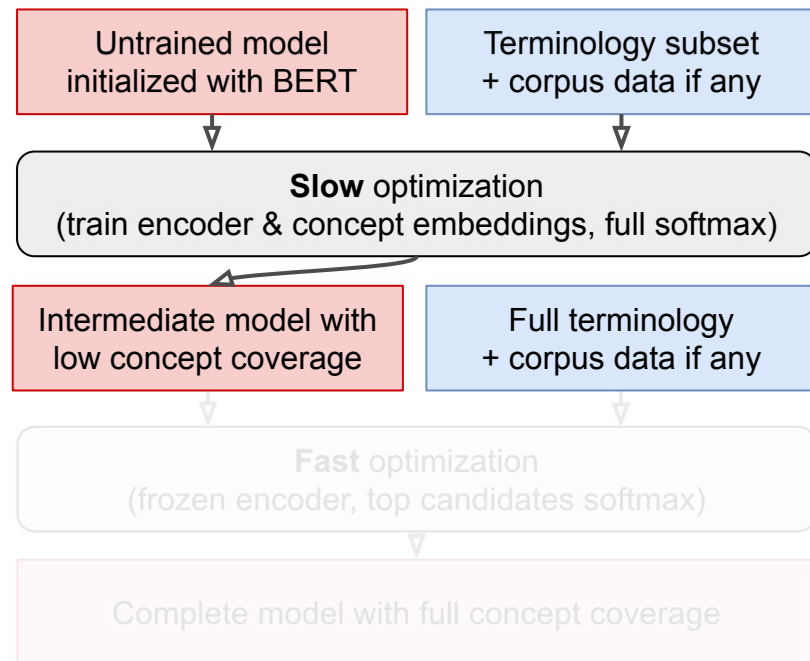 Untrained model
initialized with BERT
Terminology subset
+ corpus data if any
Slow optimization
(train encoder & concept embeddings, full softmax)
Intermediate model with
low concept coverage
Full terminology
+ corpus data if any
Fast optimization
(frozen encoder, top candidates softmax)
Complete model with full concept coverage